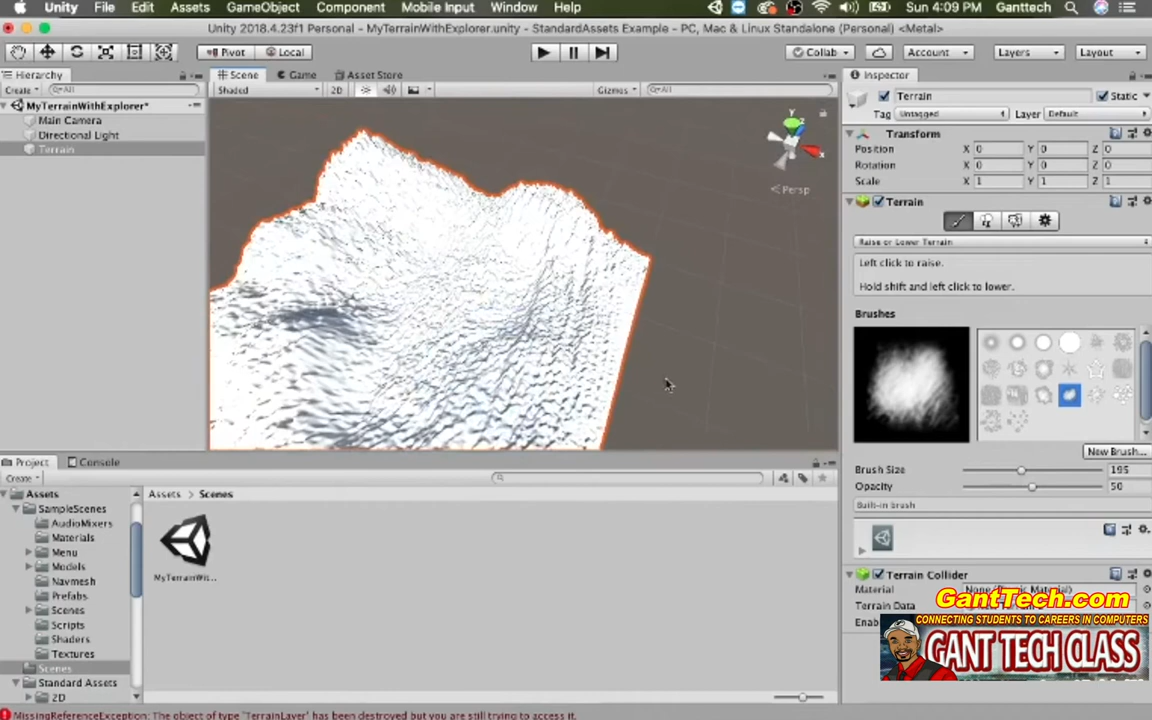 Unity File Edit Assets GameObject Component Mobile Input Window Help Sun 4:09 PM Ganttech
Unity 2018.4.23f1 Personal - MyTerrainWithExplorer.unity - StandardAssets Example - PC, Mac & Linux Standalone (Personal) <Metal>
Pivot Local Collab Account Layers Layout
Hierarchy Scene Game Asset Store Inspector
Create All Shaded 2D Gizmos All
Terrain Static
MyTerrainWithExplorer*
Tag Untagged Layer Default
Main Camera
Directional Light
Terrain
y
x
Persp
Transform
Position X 0 Y 0 Z 0
Rotation X 0 Y 0 Z 0
Scale X 1 Y 1 Z 1
Terrain
Raise or Lower Terrain
Left click to raise.
Hold shift and left click to lower.
Brushes
New Brush...
Brush Size 195
Opacity 50
Built-in brush
Terrain Collider
Material
Terrain Data
Project Console
Create
Assets
SampleScenes
AudioMixers
Materials
Menu
Models
Navmesh
Prefabs
Scenes
Scripts
Shaders
Textures
Scenes
Standard Assets
2D
Assets > Scenes
MyTerrainWit...
GantTech.com
CONNECTING STUDENTS TO CAREERS IN COMPUTERS
GANT TECH CLASS
MissingReferenceException: The object of type 'TerrainLayer' has been destroyed but you are still trying to access it.